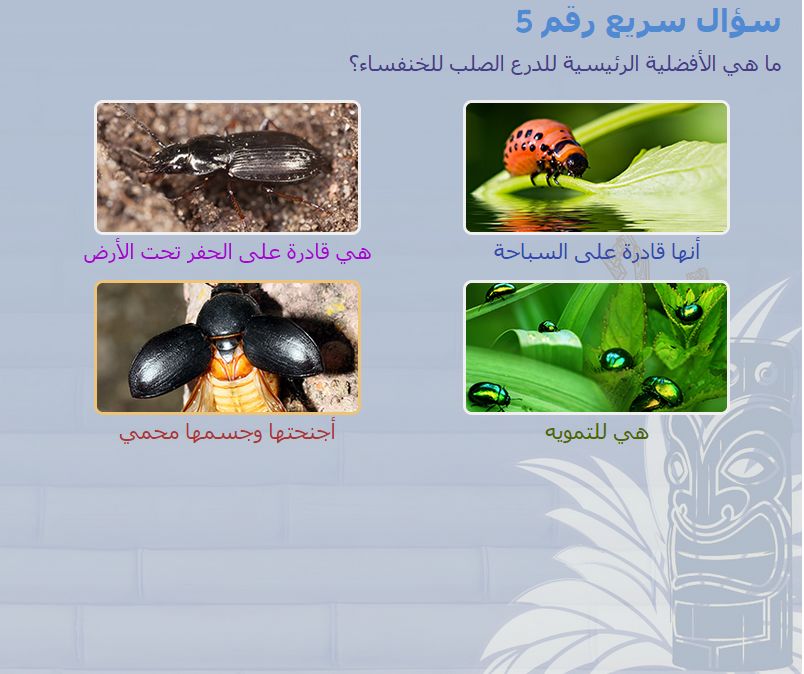 سؤال سريع رقم 5
ما هي الأفضلية الرئيسية للدرع الصلب للخنفساء؟
أنها قادرة على السباحة
هي قادرة على الحفر تحت الأرض
هي للتمويه
أجنحتها وجسمها محمي